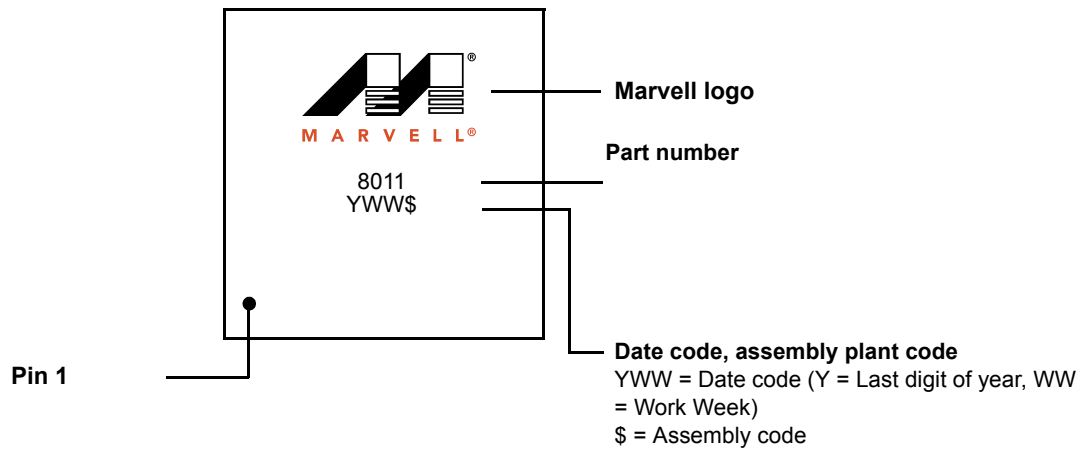 ®
MARVELL®
Marvell logo
Part number
8011
YWW$
Date code, assembly plant code
YWW = Date code (Y = Last digit of year, WW
= Work Week)
$ = Assembly code
Pin 1